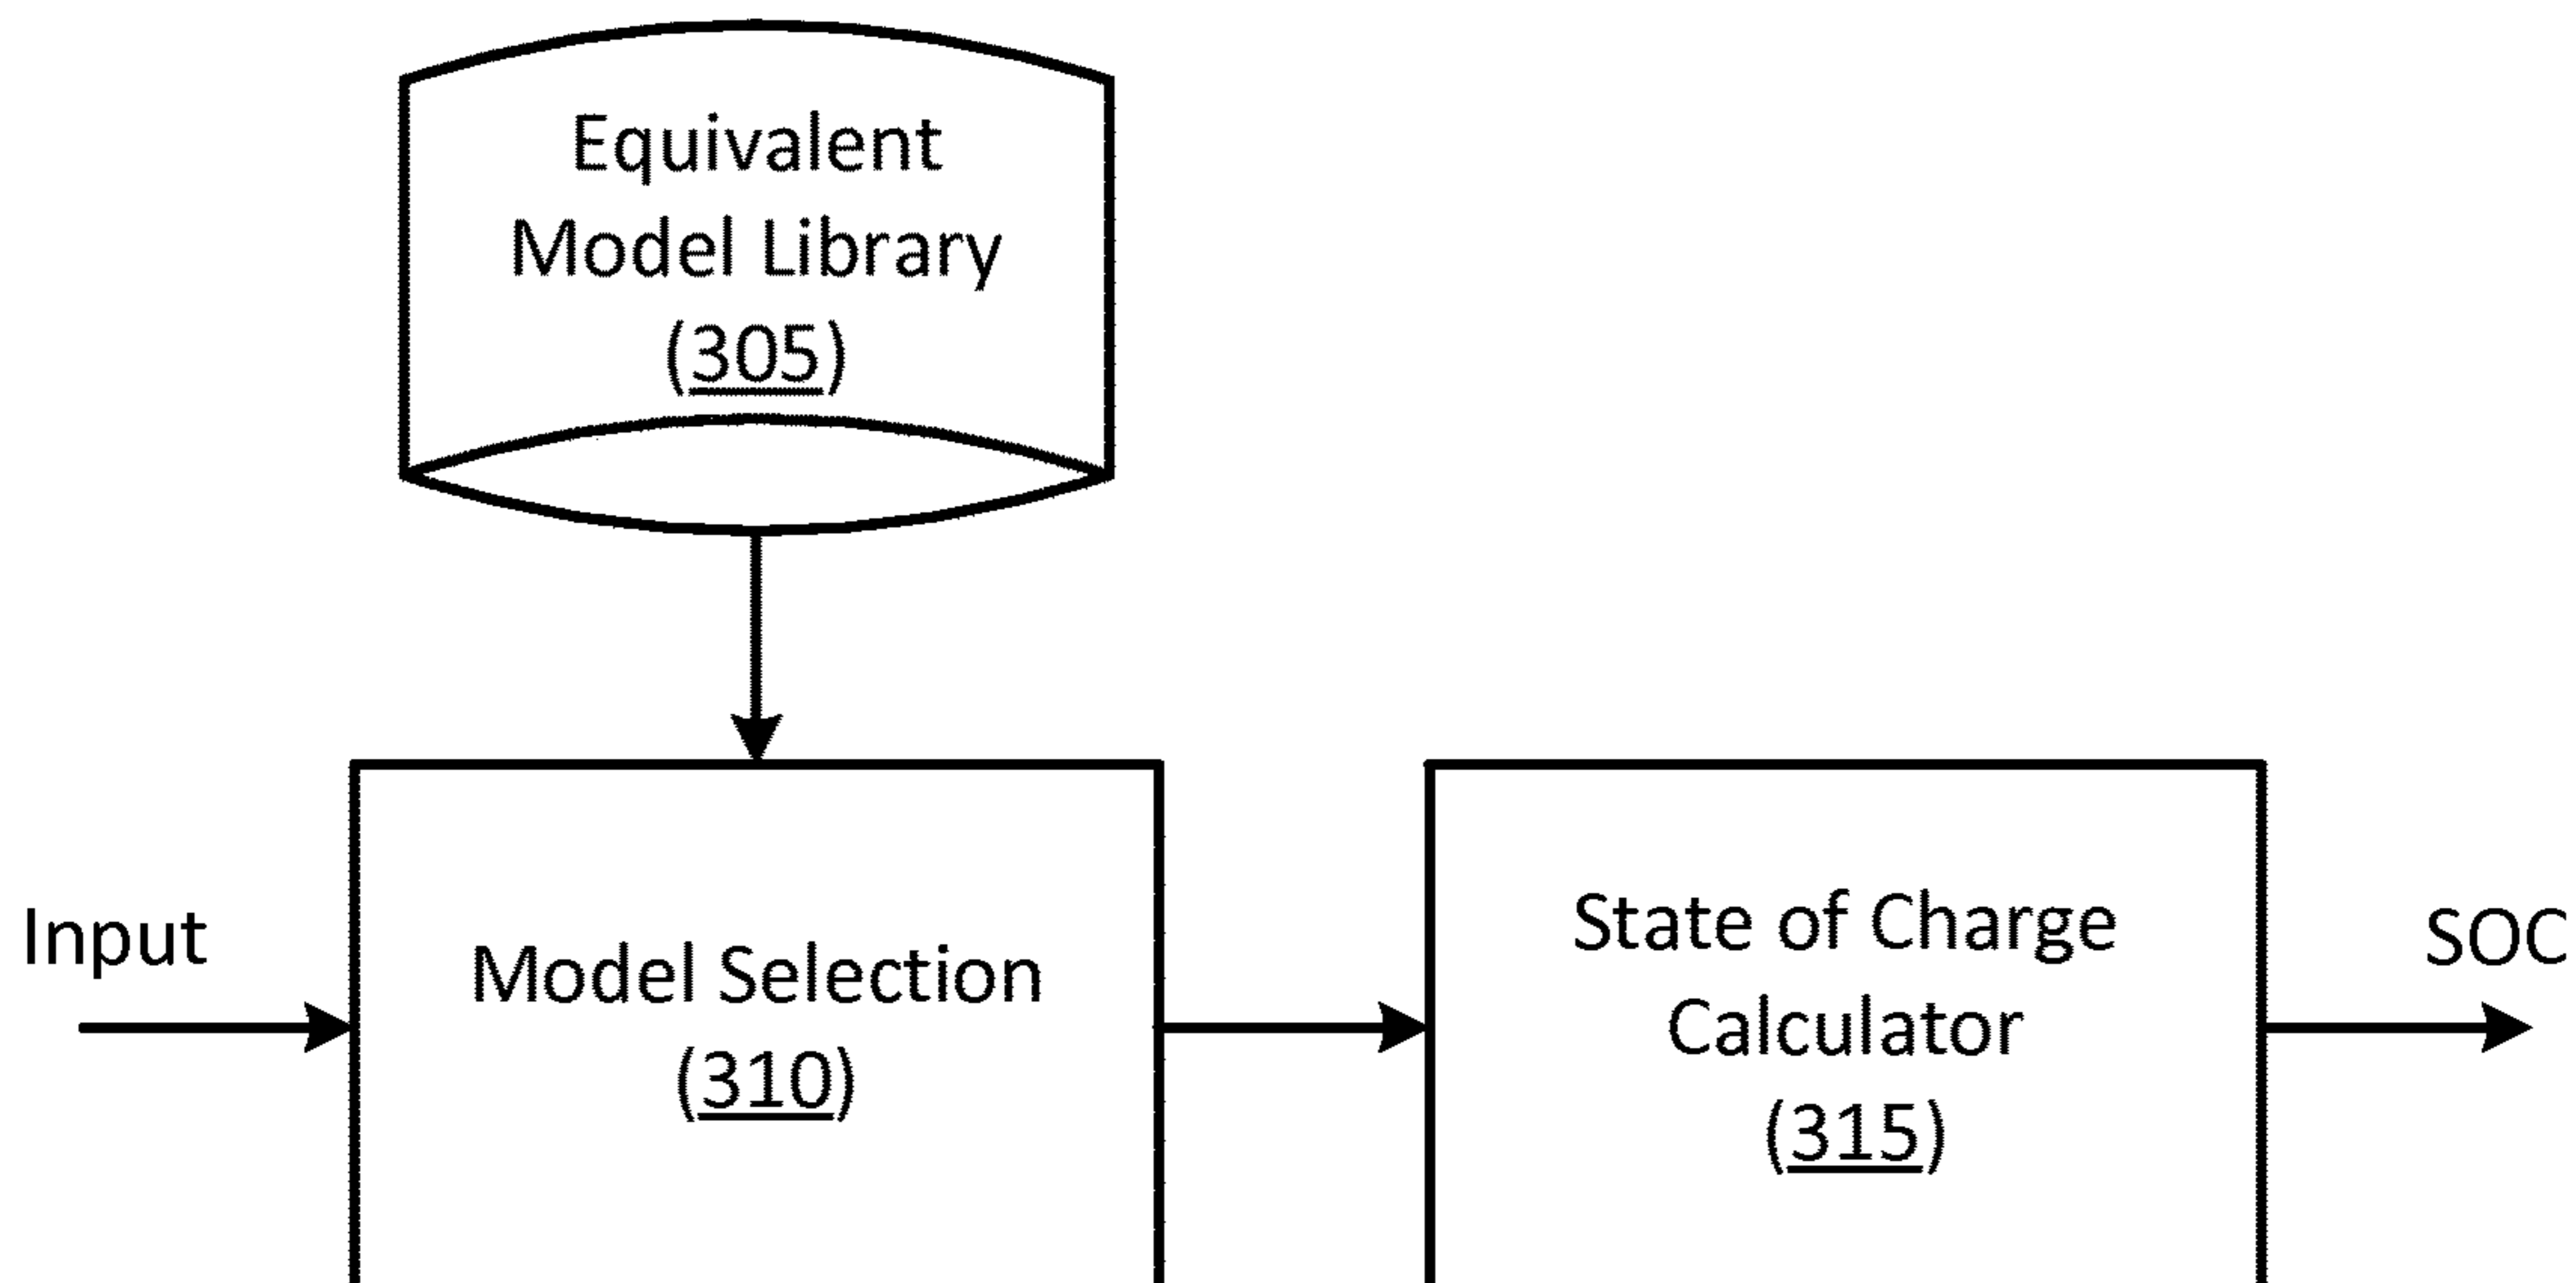 Equivalent
Model Library
(305)
Input
Model Selection
(310)
State of Charge
Calculator
(315)
SOC